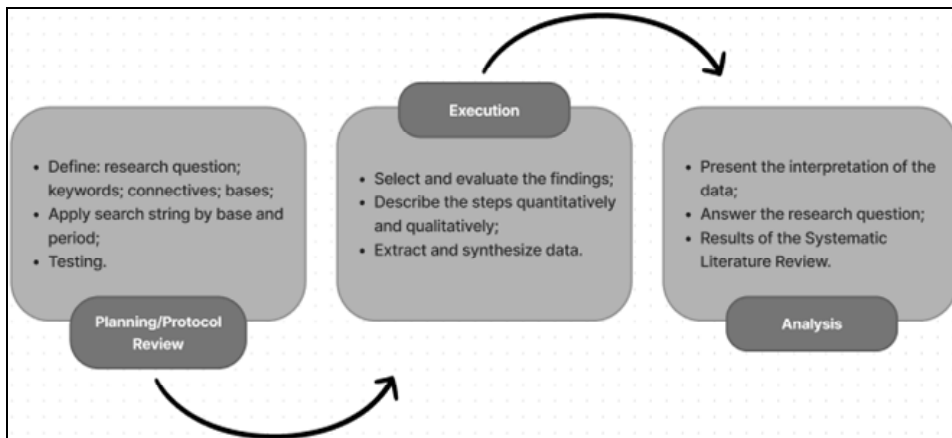 • Define: research question;
keywords; connectives; bases;
• Apply search string by base and
period;
• Testing.
Planning/Protocol
Review
Execution
• Select and evaluate the findings;
• Describe the steps quantitatively
and qualitatively;
• Extract and synthesize data.
• Present the interpretation of the
data;
• Answer the research question;
• Results of the Systematic
Literature Review.
Analysis